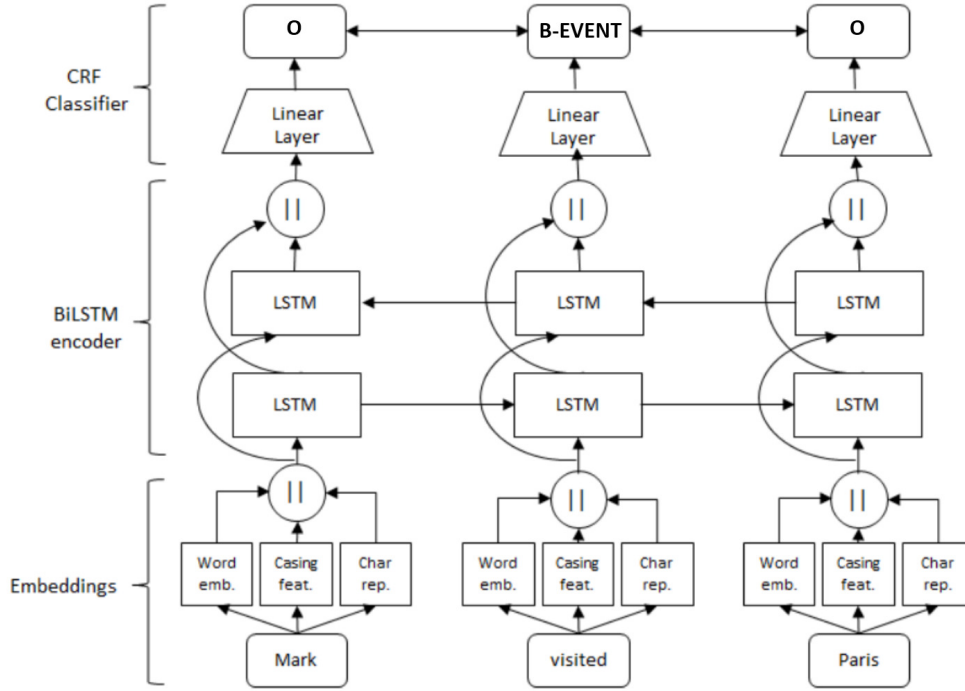 O
B-EVENT
O
CRF
Classifier
Linear
Layer
Linear
Layer
Linear
Layer
||
||
||
BiLSTM
encoder
LSTM
LSTM
LSTM
LSTM
LSTM
LSTM
||
||
||
Embeddings
Word
emb.
Casing
feat.
Char
rep.
Word
emb.
Casing
feat.
Char
rep.
Word
emb.
Casing
feat.
Char
rep.
Mark
visited
Paris